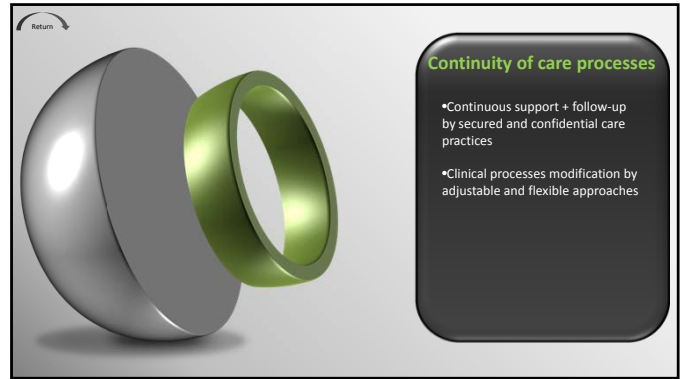 Return
Continuity of care processes
•Continuous support + follow-up
by secured and confidential care
practices
•Clinical processes modification by
adjustable and flexible approaches